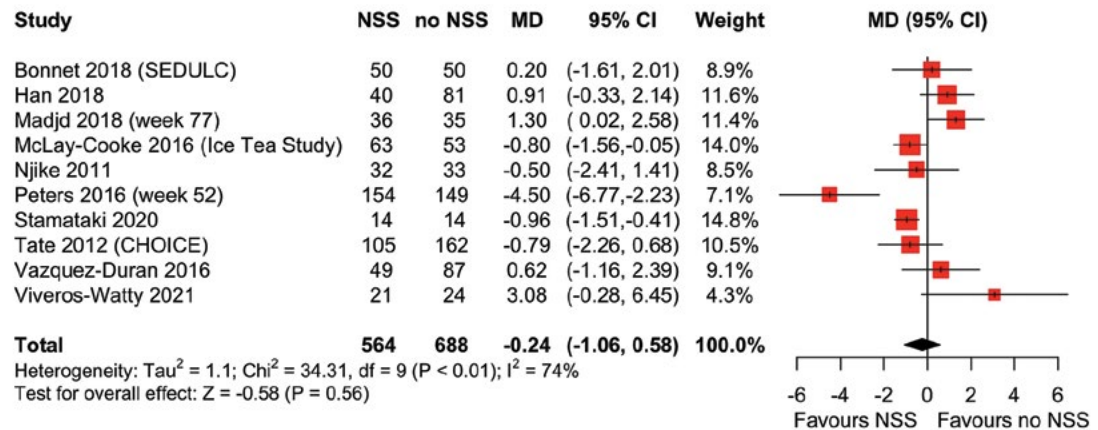 Study NSS no NSS MD 95% CI Weight MD (95% CI)
Bonnet 2018 (SEDULC) 50 50 0.20 (-1.61, 2.01) 8.9%
Han 2018 40 81 0.91 (-0.33, 2.14) 11.6%
Madjd 2018 (week 77) 36 35 1.30 ( 0.02, 2.58) 11.4%
McLay-Cooke 2016 (Ice Tea Study) 63 53 -0.80 (-1.56,-0.05) 14.0%
Njike 2011 32 33 -0.50 (-2.41, 1.41) 8.5%
Peters 2016 (week 52) 154 149 -4.50 (-6.77,-2.23) 7.1%
Stamataki 2020 14 14 -0.96 (-1.51,-0.41) 14.8%
Tate 2012 (CHOICE) 105 162 -0.79 (-2.26, 0.68) 10.5%
Vazquez-Duran 2016 49 87 0.62 (-1.16, 2.39) 9.1%
Viveros-Watty 2021 21 24 3.08 (-0.28, 6.45) 4.3%
Total 564 688 -0.24 (-1.06, 0.58) 100.0%
Heterogeneity: Tau² = 1.1; Chi² = 34.31, df = 9 (P < 0.01); I² = 74%
Test for overall effect: Z = -0.58 (P = 0.56)
-6 -4 -2 0 2 4 6
Favours NSS Favours no NSS